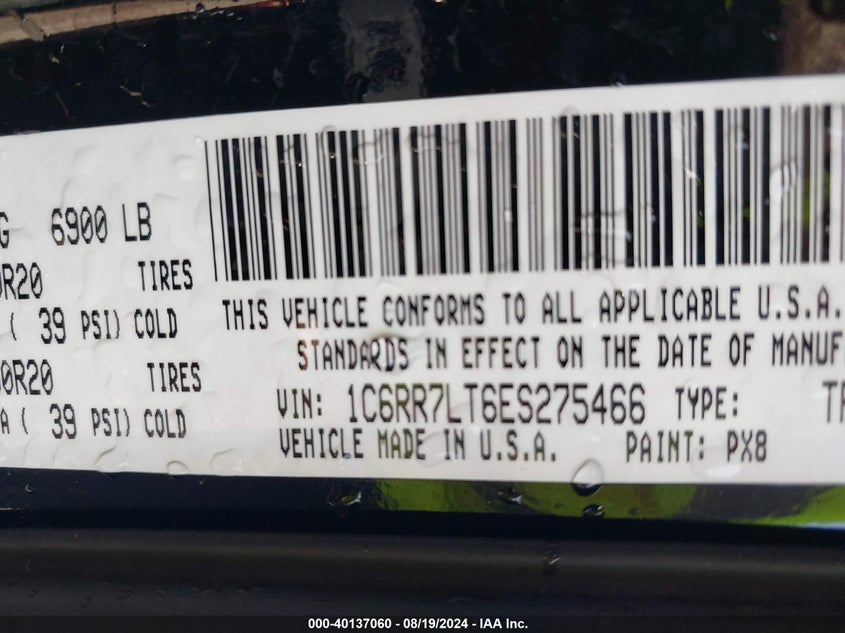 G 6900 LB
0R20 TIRES
( 39 PSI) COLD
0R20 TIRES
A ( 39 PSI) COLD
THIS VEHICLE CONFORMS TO ALL APPLICABLE U.S.A.
STANDARDS IN EFFECT ON THE DATE OF MANUF
VIN: 1C6RR7LT6ES275466 TYPE: TR
VEHICLE MADE IN U.S.A. PAINT: PX8
000-40137060 - 08/19/2024 - IAA Inc.